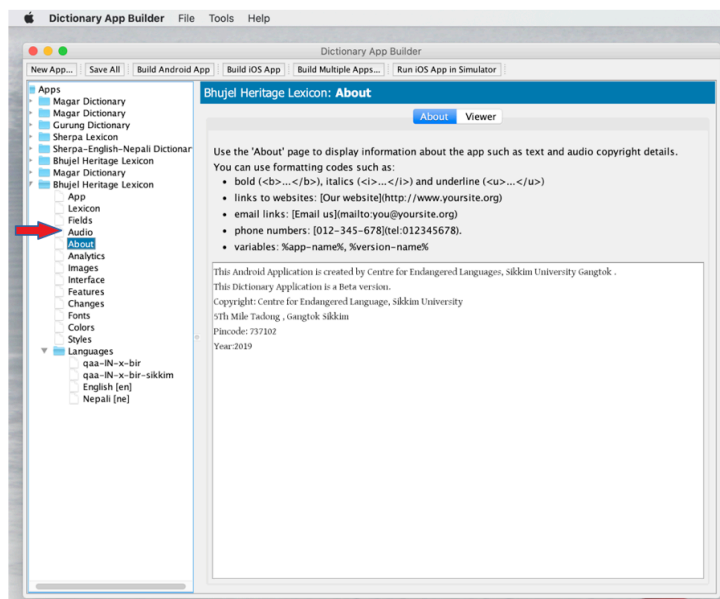 Dictionary App Builder File Tools Help
Dictionary App Builder
New App... Save All Build Android App Build iOS App Build Multiple Apps... Run iOS App in Simulator
Apps
Magar Dictionary
Magar Dictionary
Gurung Dictionary
Sherpa Lexicon
Sherpa-English-Nepali Dictionar
Bhujel Heritage Lexicon
Magar Dictionary
Bhujel Heritage Lexicon
App
Lexicon
Fields
Audio
About
Analytics
Images
Interface
Features
Changes
Fonts
Colors
Styles
Languages
qaa-IN-x-bir
qaa-IN-x-bir-sikkim
English [en]
Nepali [ne]
Bhujel Heritage Lexicon: About
About Viewer
Use the 'About' page to display information about the app such as text and audio copyright details.
You can use formatting codes such as:
• bold (<b>...</b>), italics (<i>...</i>) and underline (<u>...</u>)
• links to websites: [Our website](http://www.yoursite.org)
• email links: [Email us](mailto:you@yoursite.org)
• phone numbers: [012-345-678](tel:012345678).
• variables: %app-name%, %version-name%
This Android Application is created by Centre for Endangered Languages, Sikkim University Gangtok .
This Dictionary Application is a Beta version.
Copyright: Centre for Endangered Language, Sikkim University
5Th Mile Tadong , Gangtok Sikkim
Pincode: 737102
Year:2019